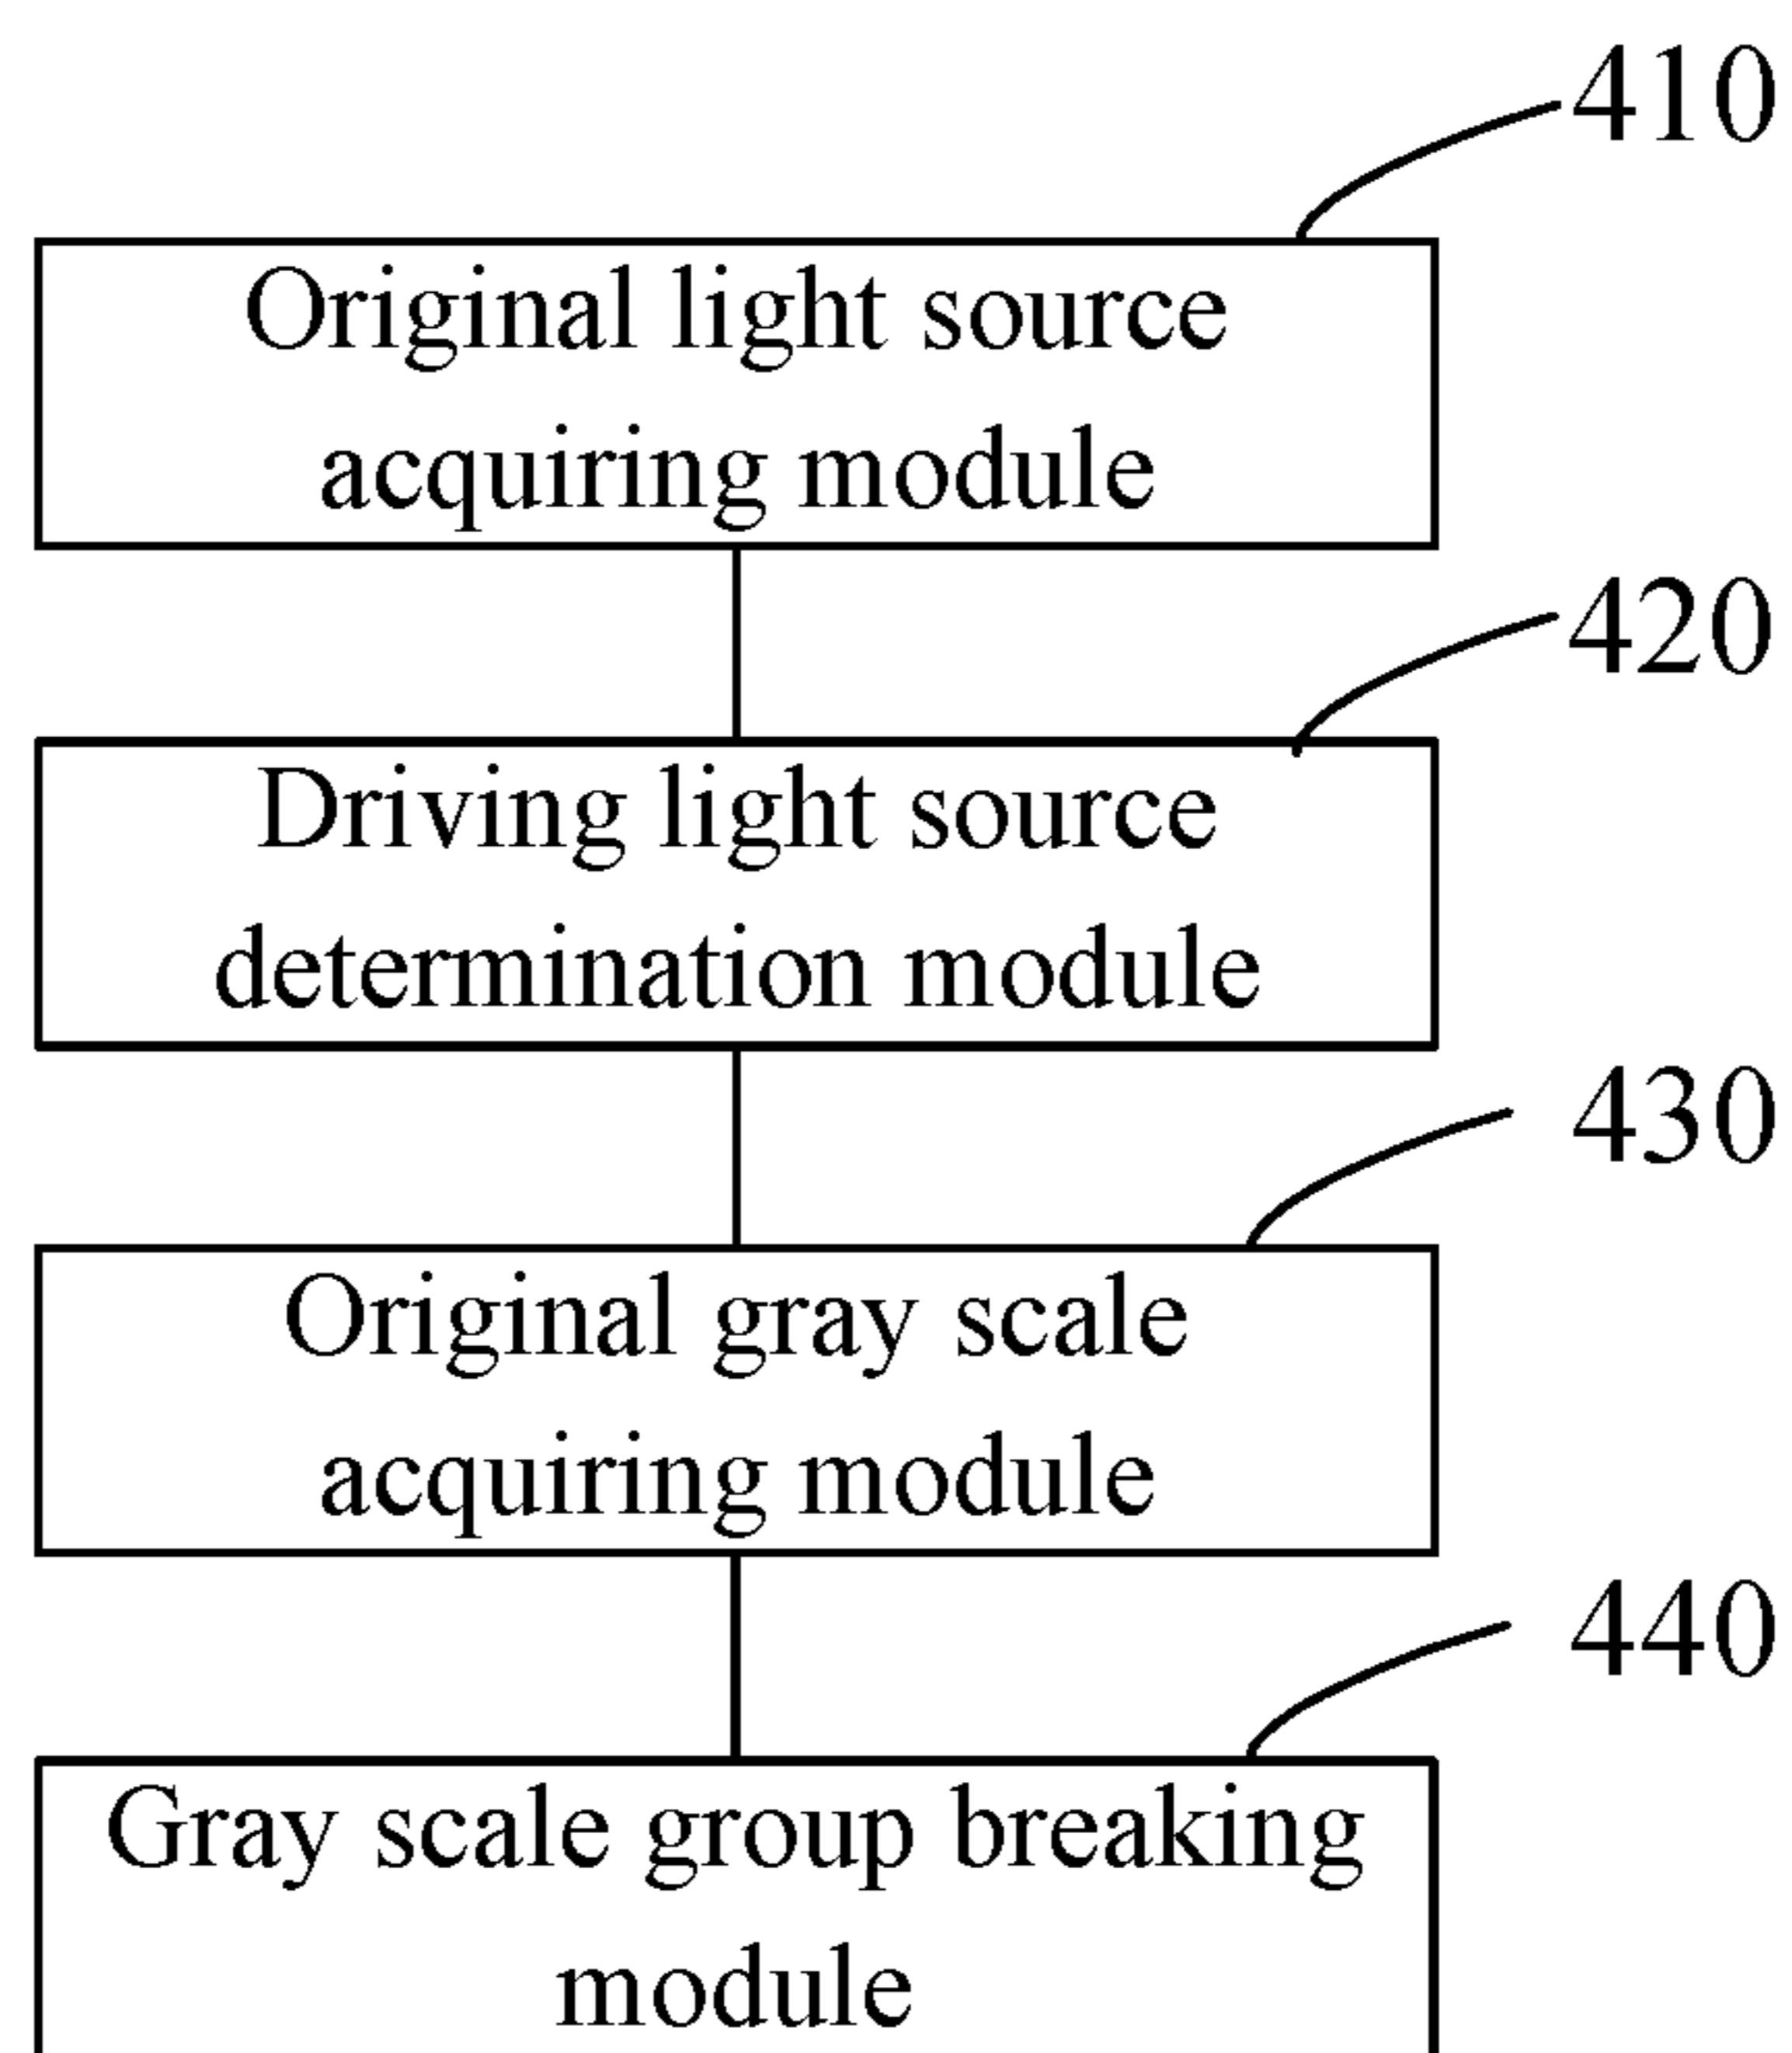 410
Original light source
acquiring module
420
Driving light source
determination module
430
Original gray scale
acquiring module
440
Gray scale group breaking
module